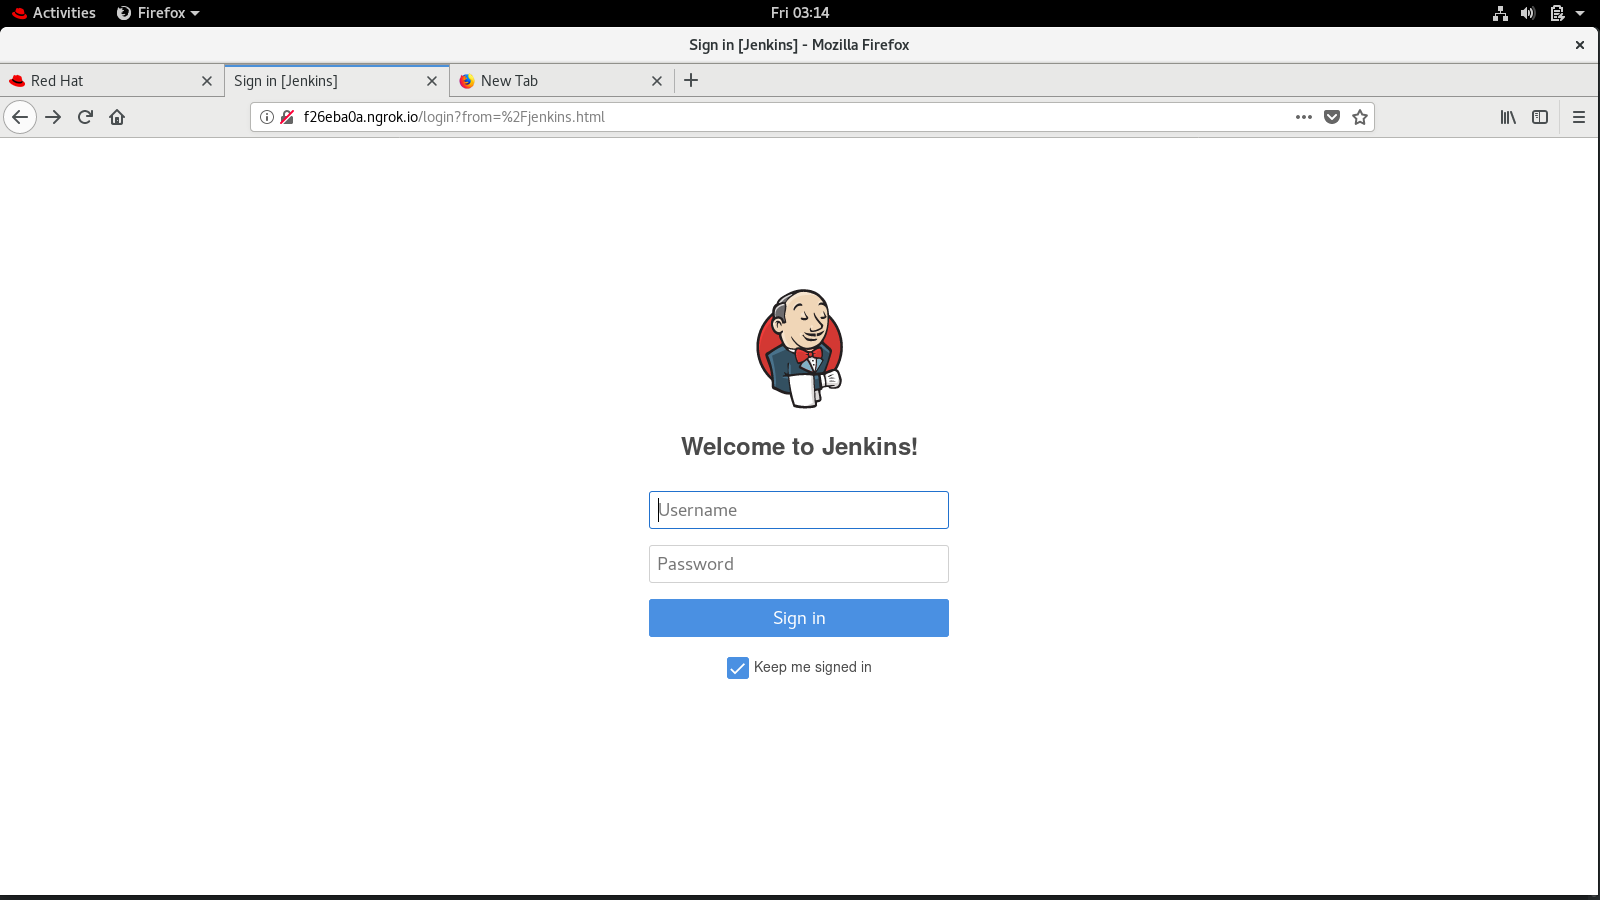 Activities Firefox Fri 03:14
Sign in [Jenkins] - Mozilla Firefox
Red Hat Sign in [Jenkins] New Tab
f26eba0a.ngrok.io/login?from=%2Fjenkins.html
Welcome to Jenkins!
Username
Password
Sign in
Keep me signed in